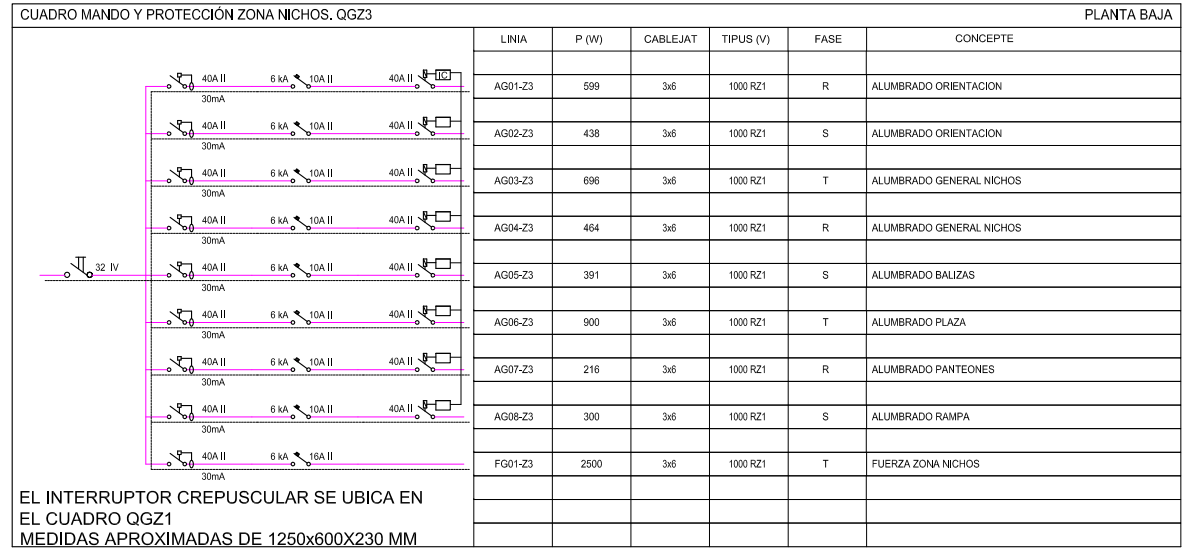 CUADRO MANDO Y PROTECCIÓN ZONA NICHOS. QGZ3 PLANTA BAJA
LINIA P (W) CABLEJAT TIPUS (V) FASE CONCEPTE
40A II 6 kA 10A II 40A II IC
30mA
AG01-Z3 599 3x6 1000 RZ1 R ALUMBRADO ORIENTACION
40A II 6 kA 10A II 40A II
30mA
AG02-Z3 438 3x6 1000 RZ1 S ALUMBRADO ORIENTACION
40A II 6 kA 10A II 40A II
30mA
AG03-Z3 696 3x6 1000 RZ1 T ALUMBRADO GENERAL NICHOS
40A II 6 kA 10A II 40A II
30mA
AG04-Z3 464 3x6 1000 RZ1 R ALUMBRADO GENERAL NICHOS
32 IV
40A II 6 kA 10A II 40A II
30mA
AG05-Z3 391 3x6 1000 RZ1 S ALUMBRADO BALIZAS
40A II 6 kA 10A II 40A II
30mA
AG06-Z3 900 3x6 1000 RZ1 T ALUMBRADO PLAZA
40A II 6 kA 10A II 40A II
30mA
AG07-Z3 216 3x6 1000 RZ1 R ALUMBRADO PANTEONES
40A II 6 kA 10A II 40A II
30mA
AG08-Z3 300 3x6 1000 RZ1 S ALUMBRADO RAMPA
40A II 6 kA 16A II
30mA
FG01-Z3 2500 3x6 1000 RZ1 T FUERZA ZONA NICHOS
EL INTERRUPTOR CREPUSCULAR SE UBICA EN
EL CUADRO QGZ1
MEDIDAS APROXIMADAS DE 1250x600X230 MM